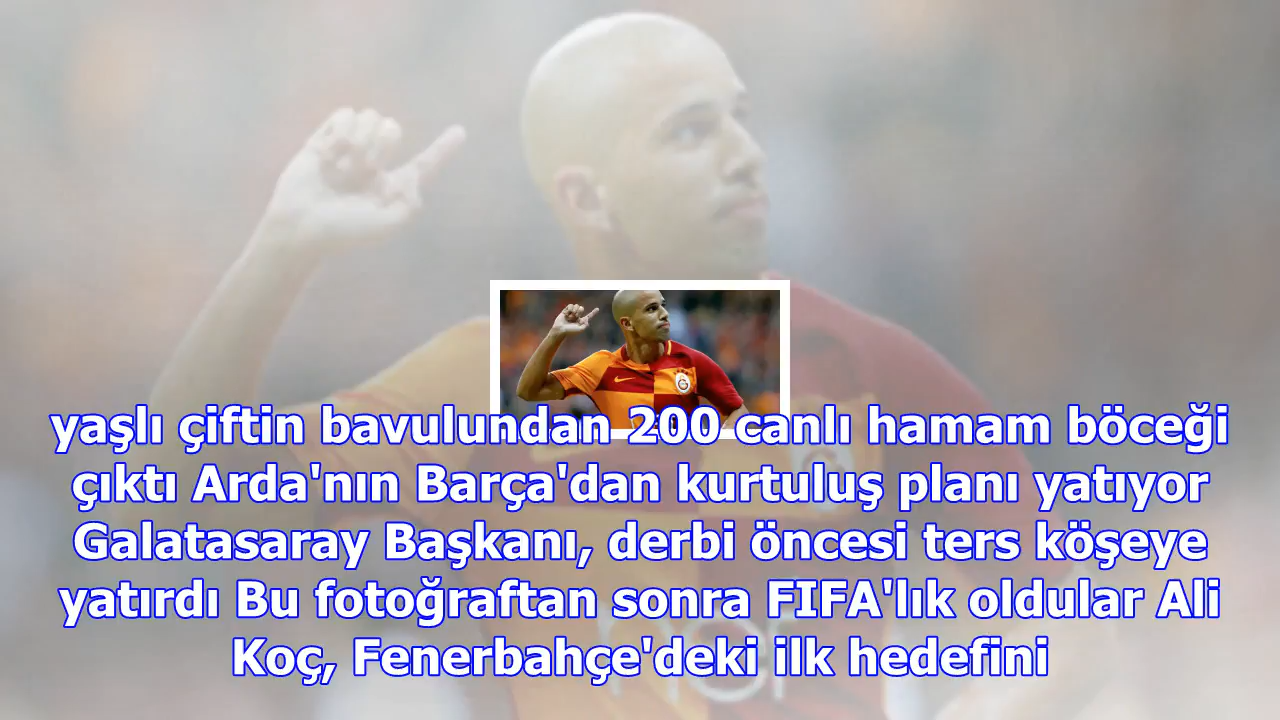 yaşlı çiftin bavulundan 200 canlı hamam böceği
çıktı Arda'nın Barça'dan kurtuluş planı yatıyor
Galatasaray Başkanı, derbi öncesi ters köşeye
yatırdı Bu fotoğraftan sonra FIFA'lık oldular Ali
Koç, Fenerbahçe'deki ilk hedefini